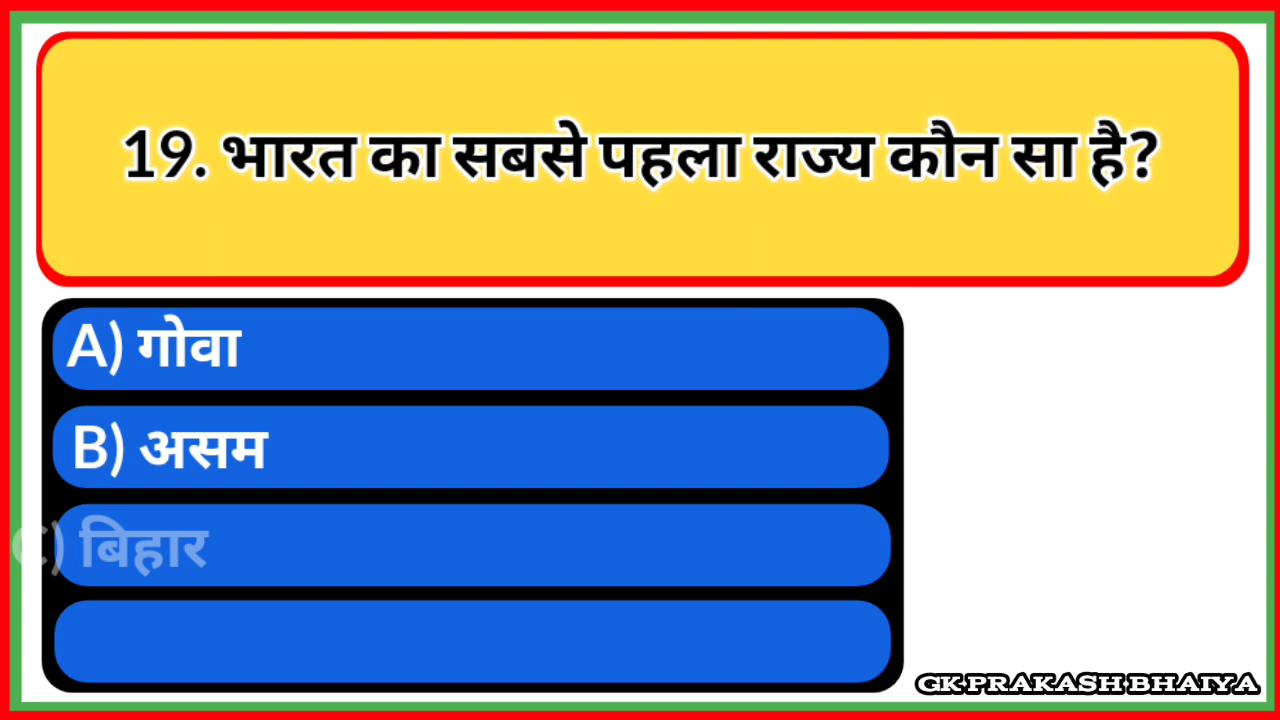 19. भारत का सबसे पहला राज्य कौन सा है?
A) गोवा
B) असम
C) बिहार
GK PRAKASH BHAIYA